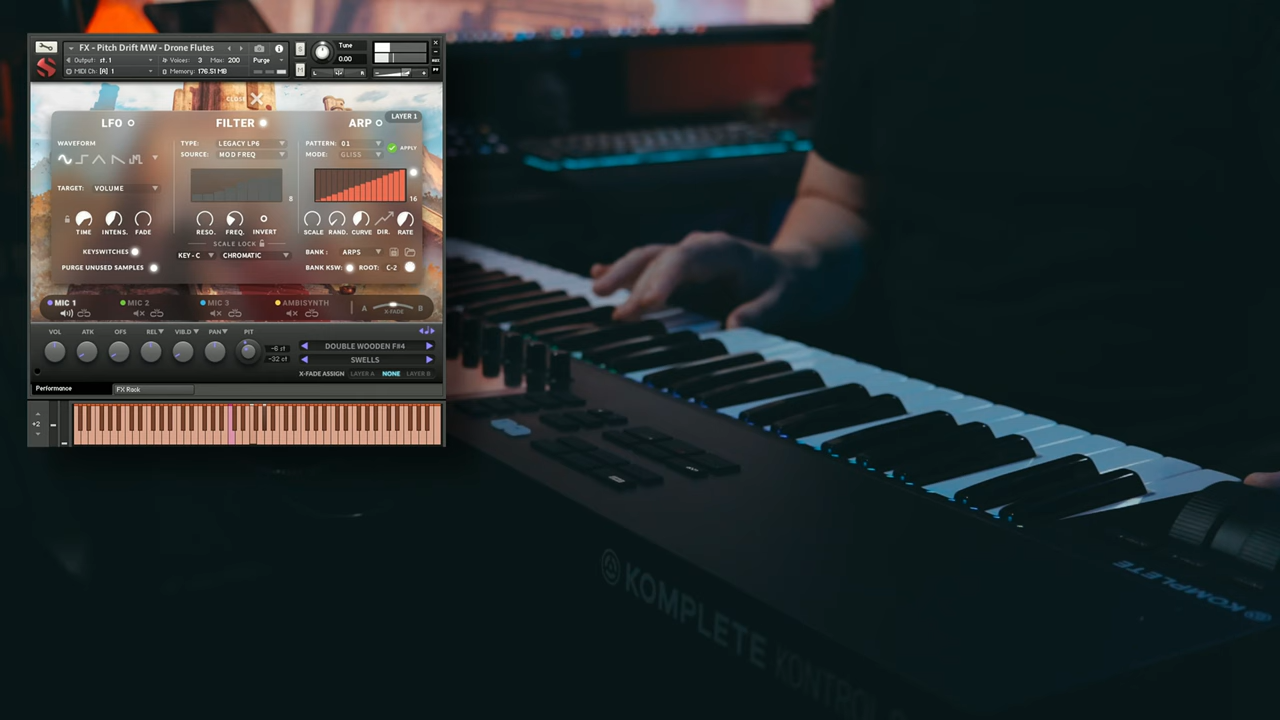 FX - Pitch Drift MW - Drone Flutes
Output: st. 1
Voices: 3 Max: 200
Purge
MIDI Ch: [A] 1
Memory: 176.51 MB
S
M
Tune
0.00
L R
CLOSE
LAYER 1
LFO
FILTER
ARP
WAVEFORM
TYPE: LEGACY LP6
SOURCE: MOD FREQ
PATTERN: 01
MODE: GLISS
APPLY
TARGET: VOLUME
8
16
TIME INTENS. FADE
RESO. FREQ. INVERT
SCALE RAND. CURVE DIR. RATE
SCALE LOCK
KEYSWITCHES
KEY - C CHROMATIC
BANK: ARPS
PURGE UNUSED SAMPLES
BANK KSW: ROOT: C-2
MIC 1 MIC 2 MIC 3 AMBISYNTH
A X-FADE B
VOL ATK OFS REL VIB.D PAN PIT
-6 st
-32 ct
DOUBLE WOODEN F#4
SWELLS
X-FADE ASSIGN LAYER A NONE LAYER B
Performance FX Rack
+2
KOMPLETE KONTROL
KOMPLETE